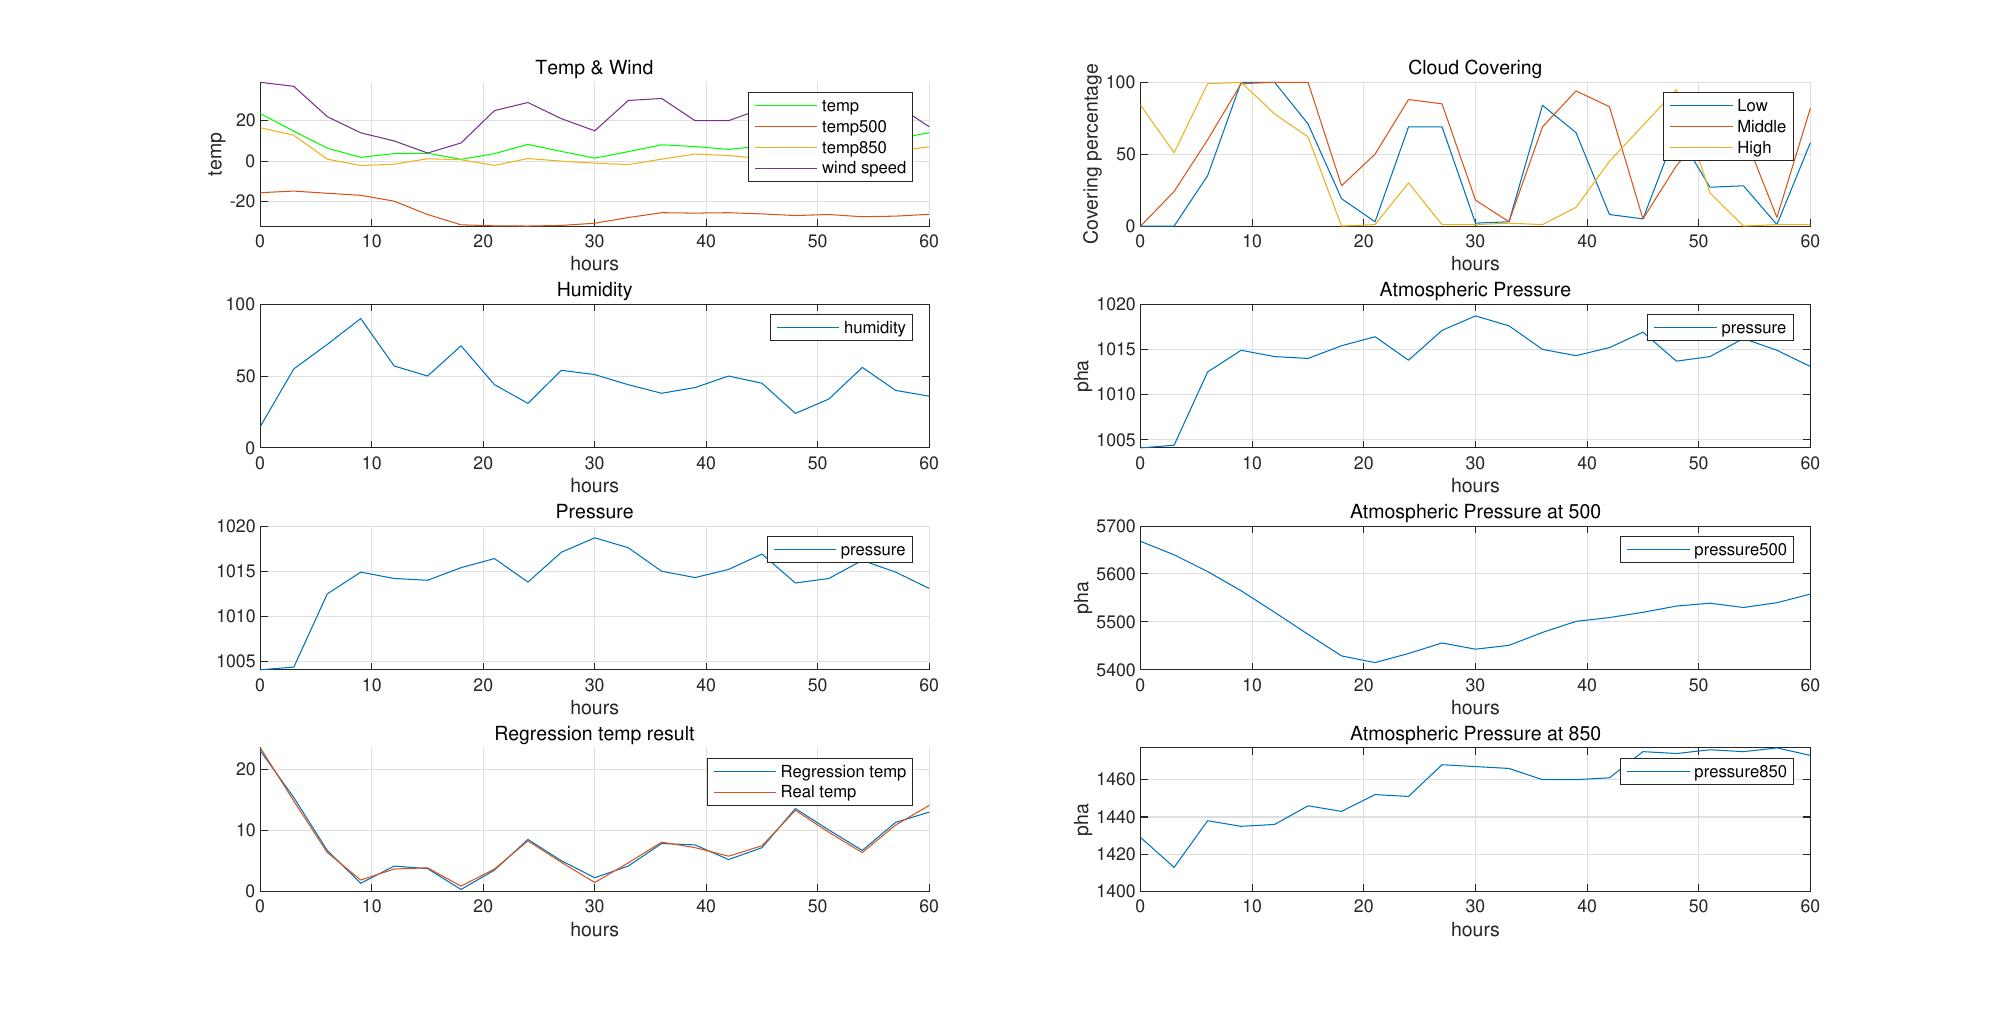 Temp & Wind
temp
20
0
-20
temp
temp500
temp850
wind speed
0 10 20 30 40 50 60
hours
Cloud Covering
Covering percentage
100
50
0
Low
Middle
High
0 10 20 30 40 50 60
hours
Humidity
100
50
0
humidity
0 10 20 30 40 50 60
hours
Atmospheric Pressure
pha
1020
1015
1010
1005
pressure
0 10 20 30 40 50 60
hours
Pressure
1020
1015
1010
1005
pressure
0 10 20 30 40 50 60
hours
Atmospheric Pressure at 500
pha
5700
5600
5500
5400
pressure500
0 10 20 30 40 50 60
hours
Regression temp result
20
10
0
Regression temp
Real temp
0 10 20 30 40 50 60
hours
Atmospheric Pressure at 850
pha
1460
1440
1420
1400
pressure850
0 10 20 30 40 50 60
hours